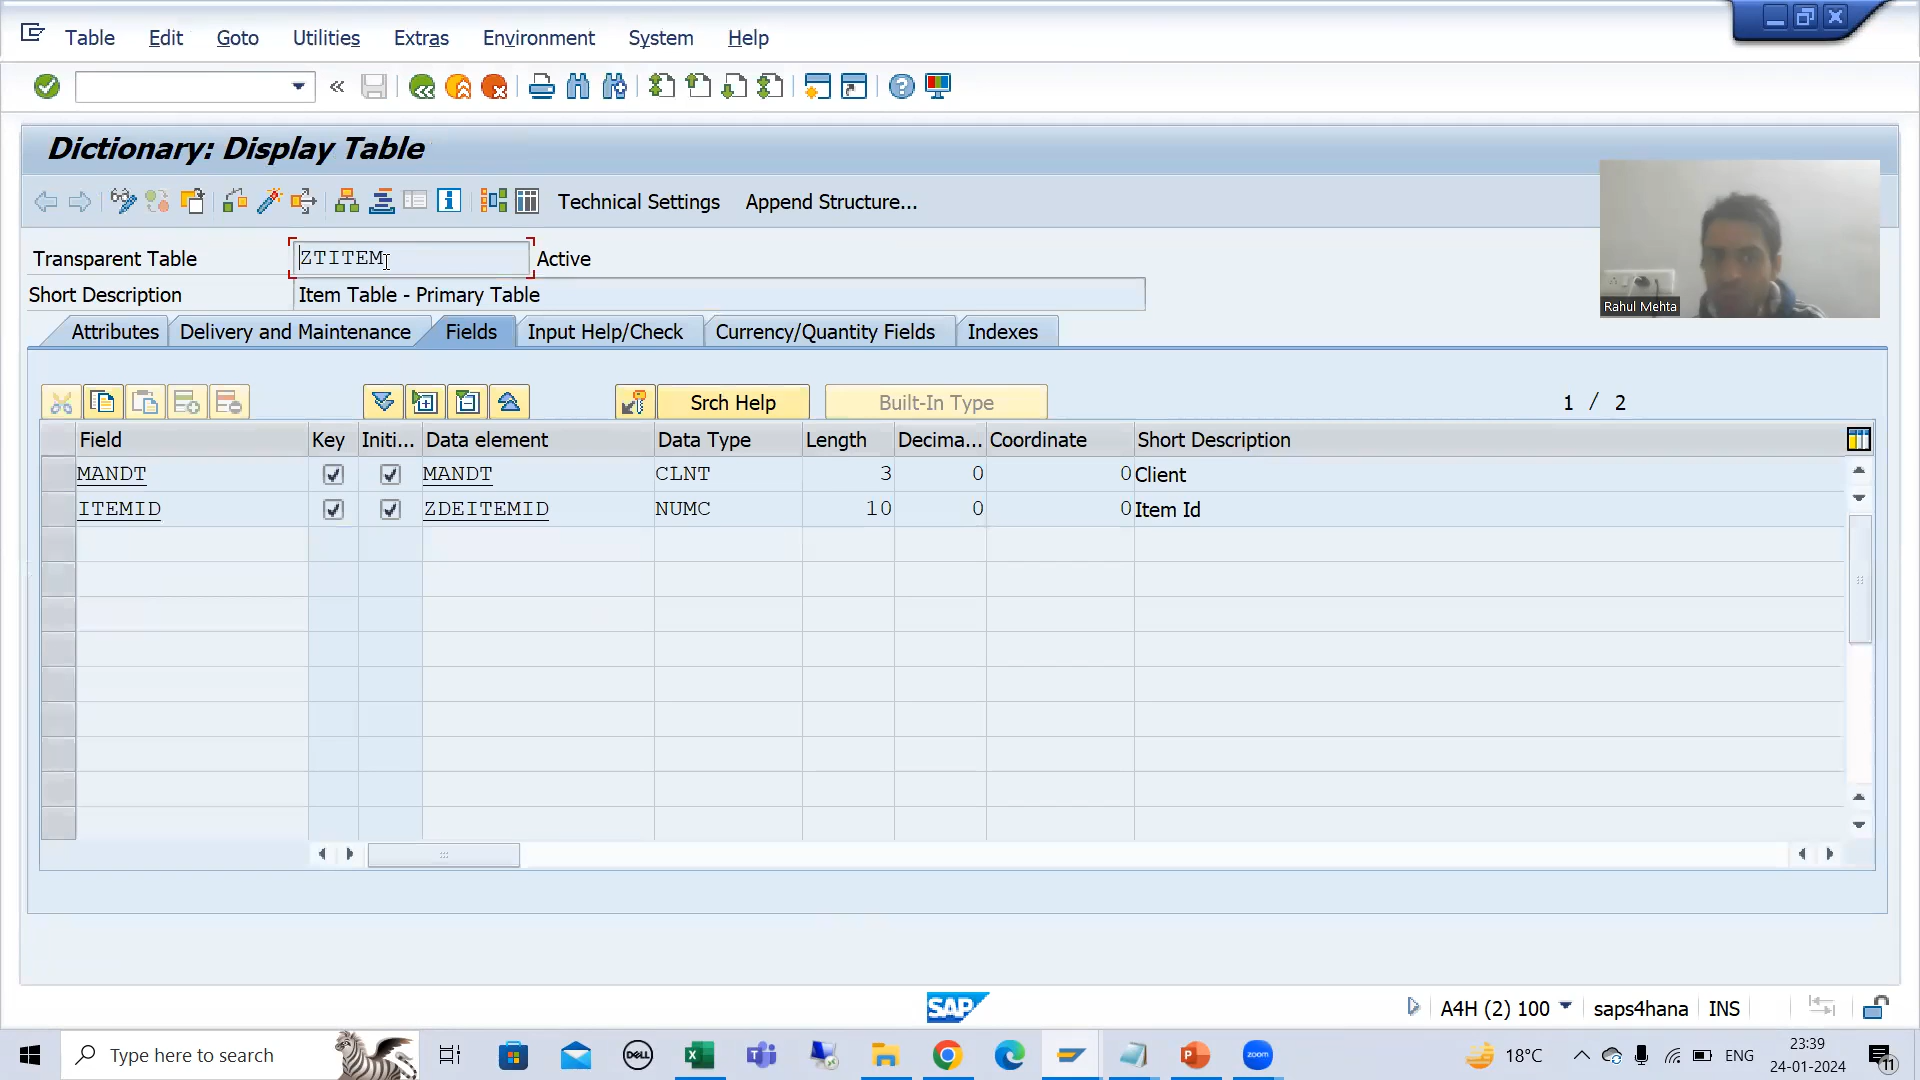 Table Edit Goto Utilities Extras Environment System Help
Dictionary: Display Table
Technical Settings Append Structure...
Transparent Table ZTITEM Active
Short Description Item Table - Primary Table
Attributes Delivery and Maintenance Fields Input Help/Check Currency/Quantity Fields Indexes
Srch Help Built-In Type 1 / 2
Field Key Initi... Data element Data Type Length Decima... Coordinate Short Description
MANDT MANDT CLNT 3 0 0 Client
ITEMID ZDEITEMID NUMC 10 0 0 Item Id
Rahul Mehta
SAP A4H (2) 100 saps4hana INS
Type here to search DELL zoom 18°C ENG 23:39
24-01-2024 11